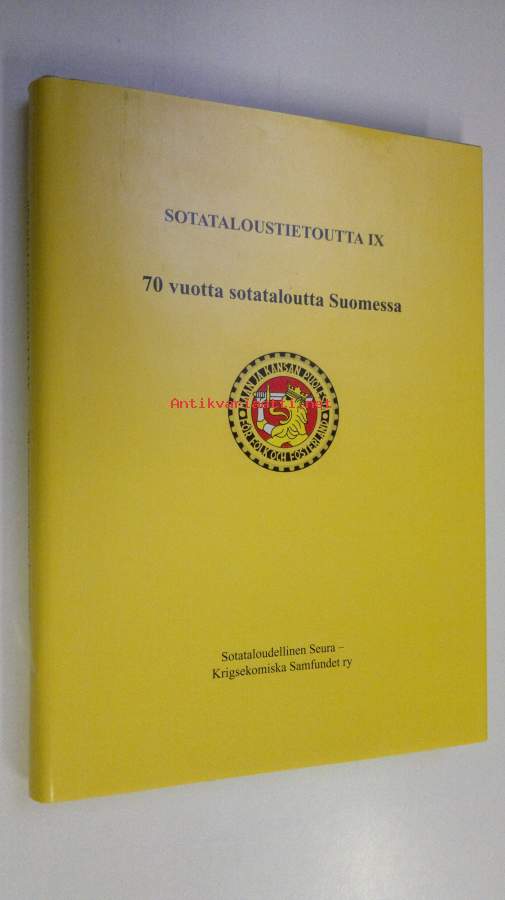 SOTATALOUSTIETOUTTA IX
70 vuotta sotataloutta Suomessa
MAAN JA KANSAN PUOLESTA
Antikvariaatti.net
FÖR FOLK OCH FOSTERLAND
Sotataloudellinen Seura –
Krigsekomiska Samfundet ry